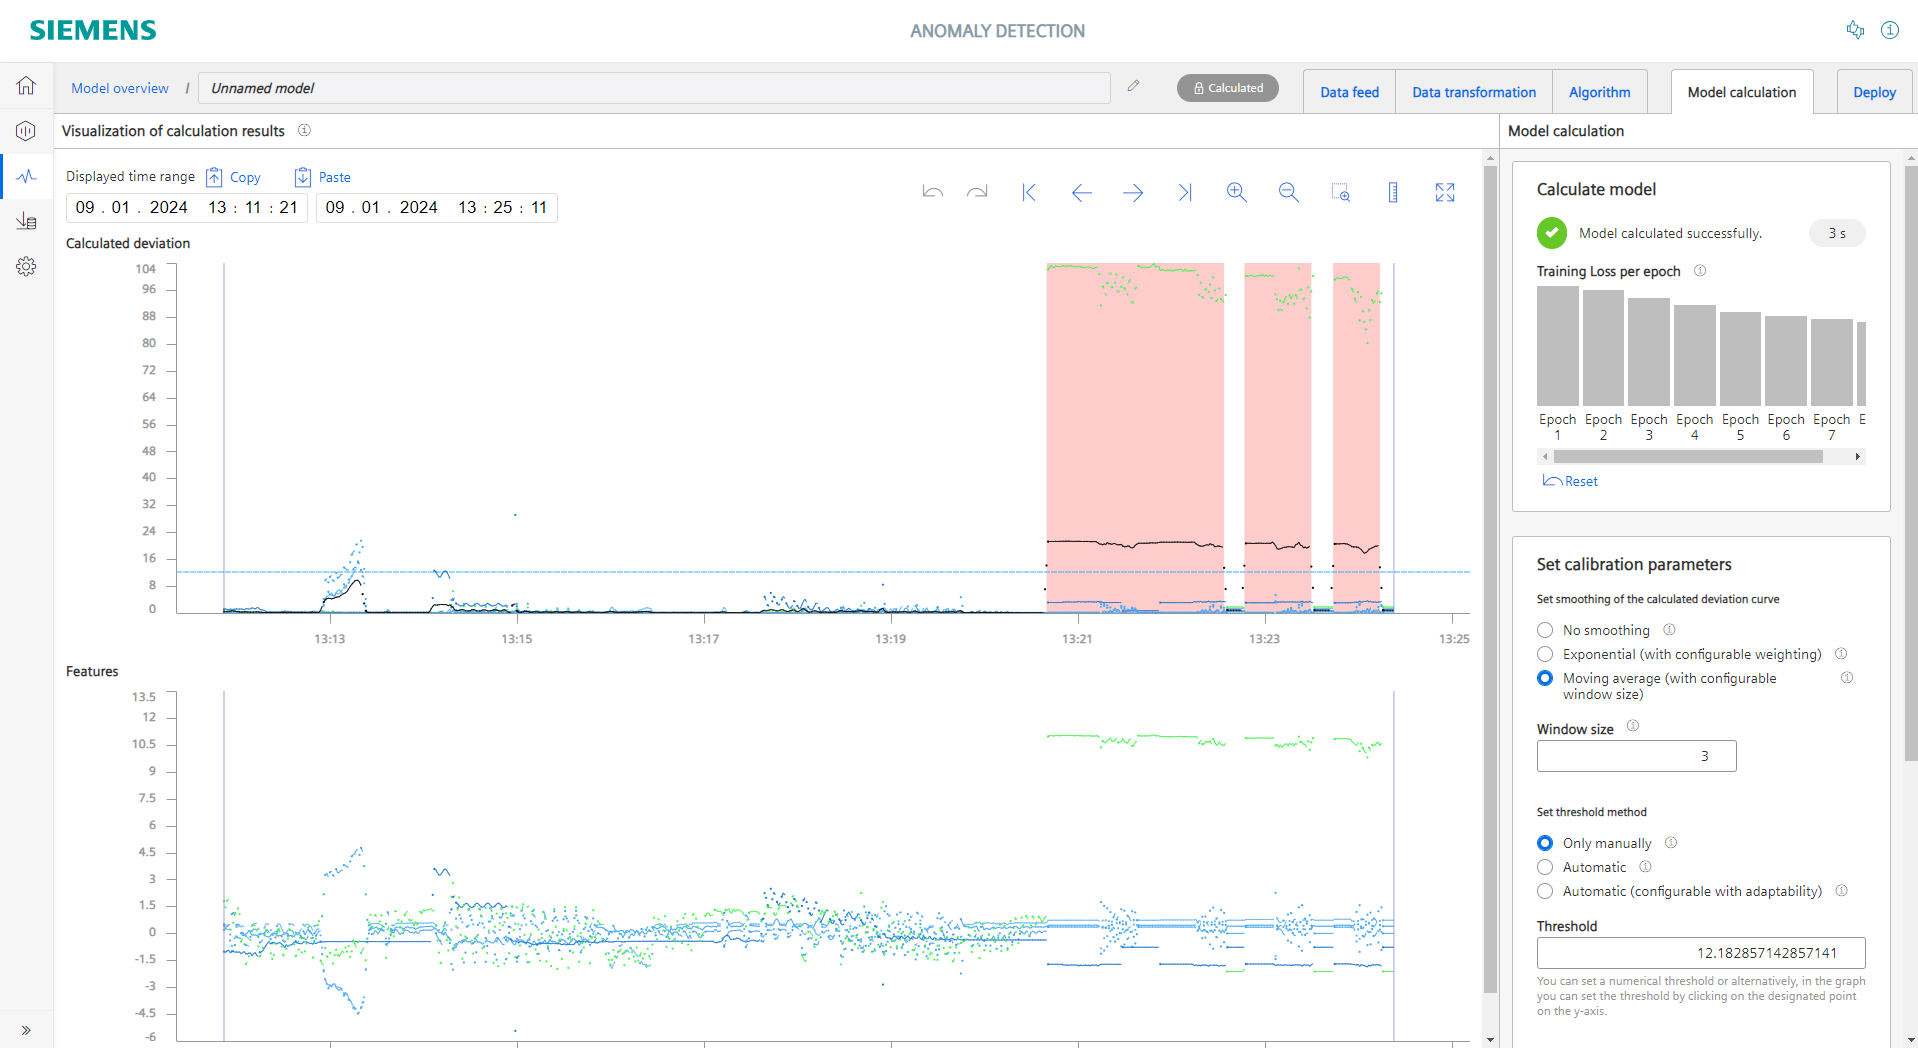 SIEMENS
ANOMALY DETECTION
Model overview / Unnamed model
Calculated
Data feed
Data transformation
Algorithm
Model calculation
Deploy
Visualization of calculation results
Displayed time range
Copy
Paste
09 . 01 . 2024 13 : 11 : 21
09 . 01 . 2024 13 : 25 : 11
Calculated deviation
104
96
88
80
72
64
56
48
40
32
24
16
8
0
13:13
13:15
13:17
13:19
13:21
13:23
13:25
Features
13.5
12
10.5
9
7.5
6
4.5
3
1.5
0
-1.5
-3
-4.5
-6
Model calculation
Calculate model
Model calculated successfully.
3 s
Training Loss per epoch
Epoch 1
Epoch 2
Epoch 3
Epoch 4
Epoch 5
Epoch 6
Epoch 7
E
Reset
Set calibration parameters
Set smoothing of the calculated deviation curve
No smoothing
Exponential (with configurable weighting)
Moving average (with configurable
window size)
Window size
3
Set threshold method
Only manually
Automatic
Automatic (configurable with adaptability)
Threshold
12.182857142857141
You can set a numerical threshold or alternatively, in the graph
you can set the threshold by clicking on the designated point
on the y-axis.